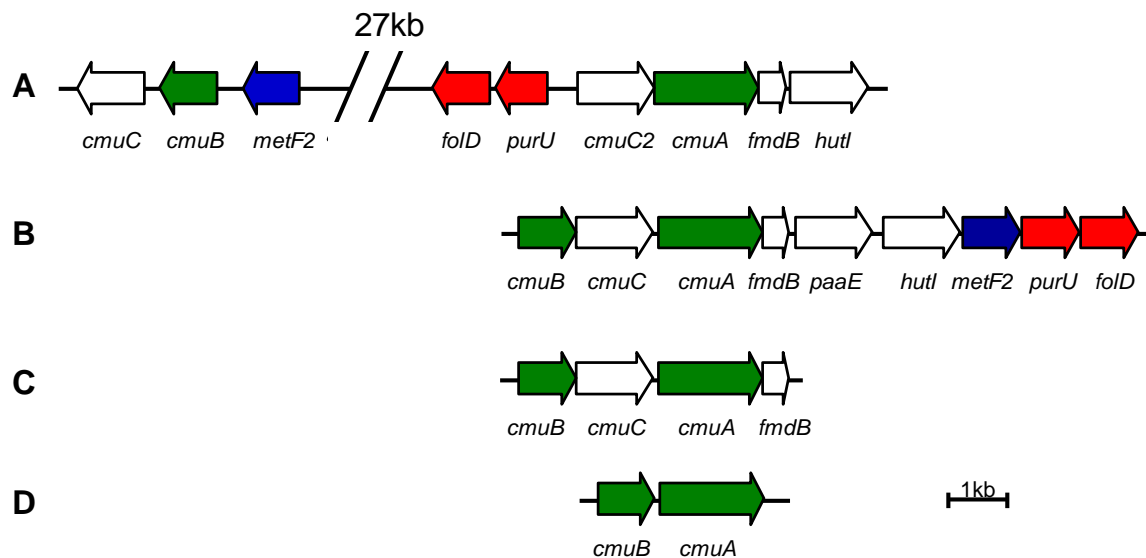 27kb
A
cmuC cmuB metF2 folD purU cmuC2 cmuA fmdB hutI
B
cmuB cmuC cmuA fmdB paaE hutI metF2 purU folD
C
cmuB cmuC cmuA fmdB
D
1kb
cmuB cmuA